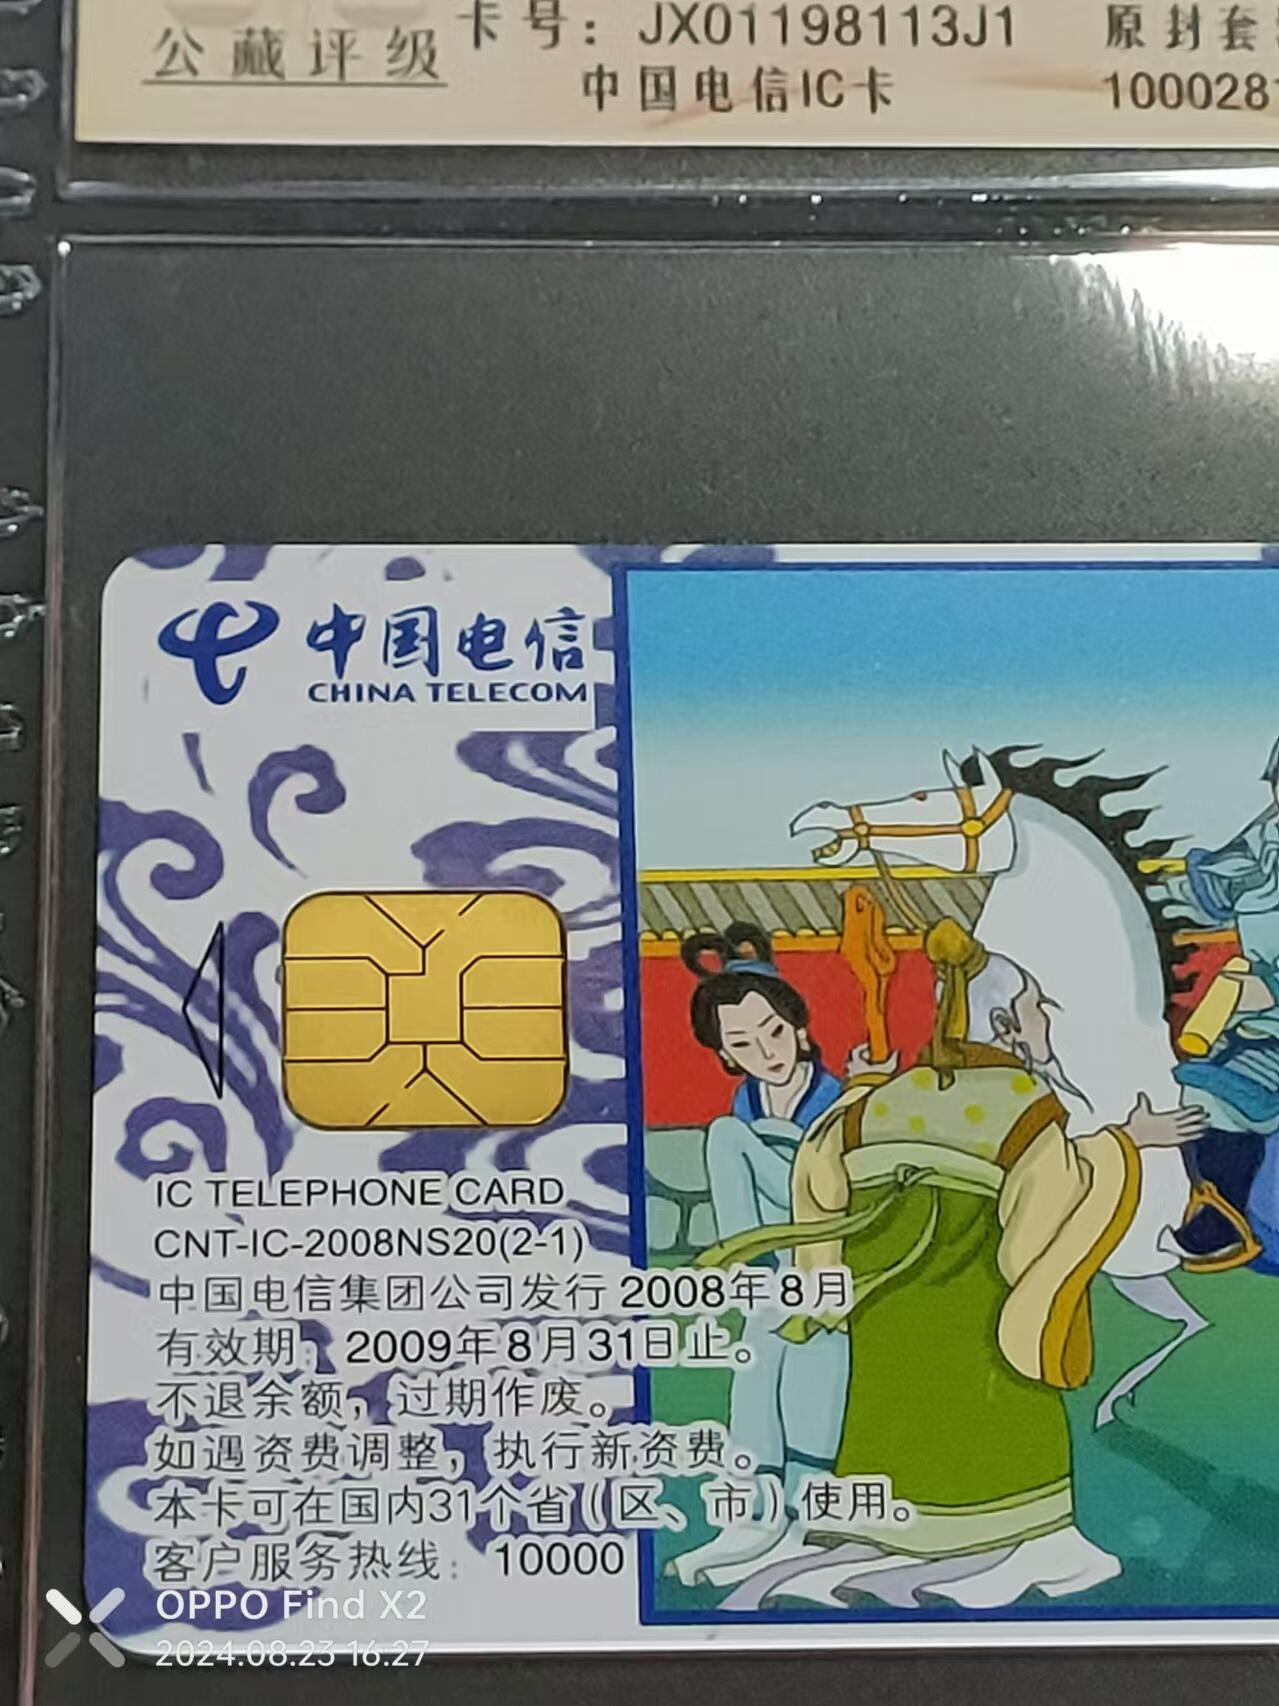 公藏评级
卡号：JX01198113J1 原封套
中国电信IC卡 1000028
中国电信
CHINA TELECOM
IC TELEPHONE CARD
CNT-IC-2008NS20(2-1)
中国电信集团公司发行 2008年8月
有效期：2009年8月31日止。
不退余额，过期作废。
如遇资费调整，执行新资费。
本卡可在国内31个省（区、市）使用。
客户服务热线：10000
OPPO Find X2
2024.08.23 16:27